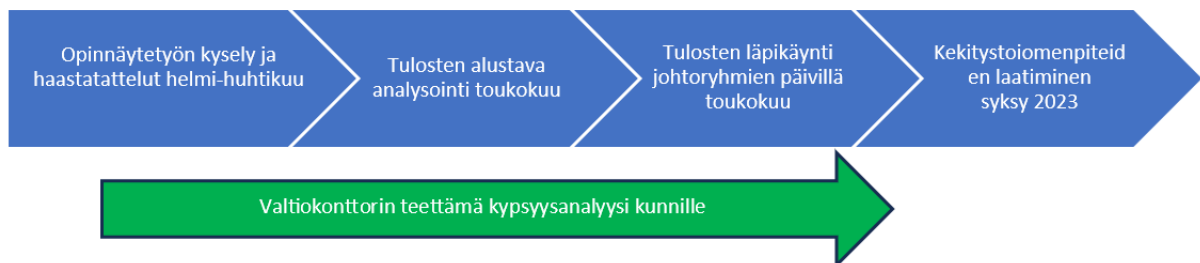 Opinnäytetyön kysely ja
haastatattelut helmi-huhtikuu
Tulosten alustava
analysointi toukokuu
Tulosten läpikäynti
johtoryhmien päivillä
toukokuu
Kekitystoiomenpiteid
en laatiminen
syksy 2023
Valtiokonttorin teettämä kypsyysanalyysi kunnille